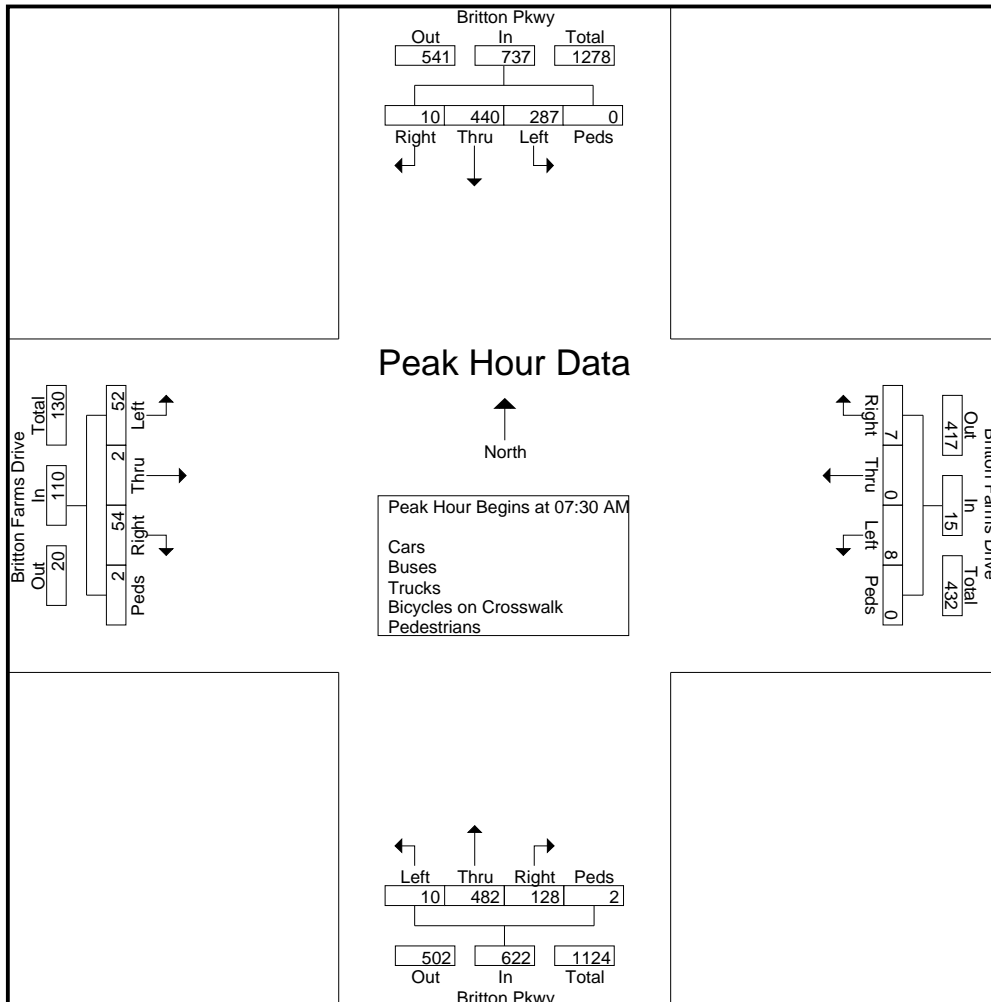 Britton Pkwy
Out In Total
541 737 1278
10 440 287 0
Right Thru Left Peds
Peak Hour Data
North
Peak Hour Begins at 07:30 AM
Cars
Buses
Trucks
Bicycles on Crosswalk
Pedestrians
Britton Farms Drive
Out In Total
20 110 130
52 2 54 2
Left Thru Right Peds
Britton Farms Drive
Out In Total
417 15 432
7 0 8 0
Right Thru Left Peds
Left Thru Right Peds
10 482 128 2
502 622 1124
Out In Total
Britton Pkwy